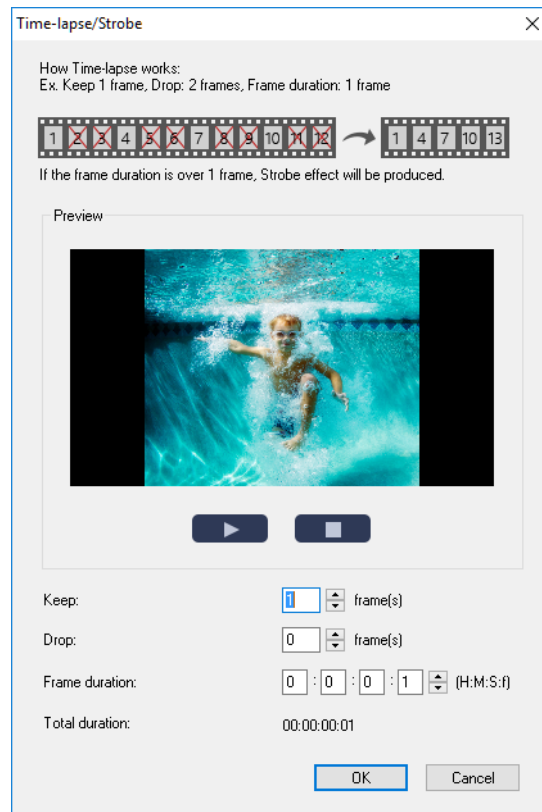 Time-lapse/Strobe
How Time-lapse works:
Ex. Keep 1 frame, Drop: 2 frames, Frame duration: 1 frame
1 2 3 4 5 6 7 8 9 10 11 12 1 4 7 10 13
If the frame duration is over 1 frame, Strobe effect will be produced.
Preview
Keep: 1 frame(s)
Drop: 0 frame(s)
Frame duration: 0 : 0 : 0 : 1 (H:M:S:f)
Total duration: 00:00:00:01
OK Cancel